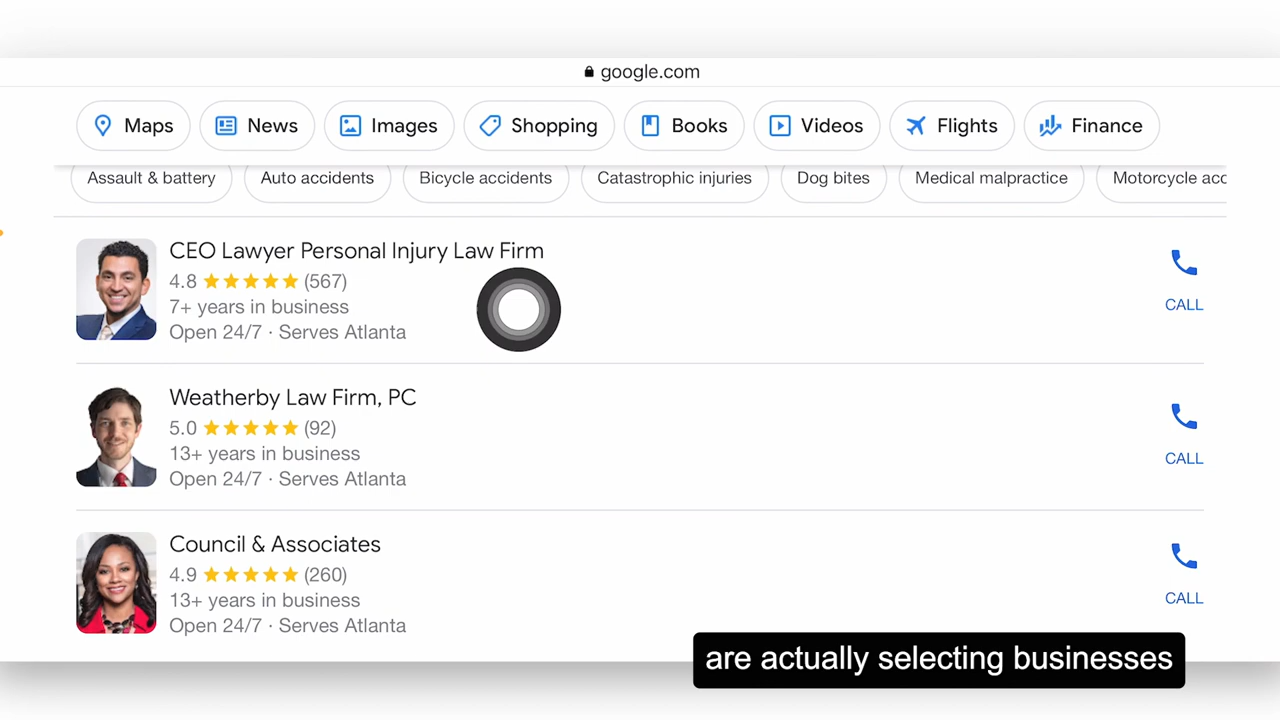 google.com
Maps News Images Shopping Books Videos Flights Finance
Assault & battery Auto accidents Bicycle accidents Catastrophic injuries Dog bites Medical malpractice Motorcycle acc
CEO Lawyer Personal Injury Law Firm
4.8 ★★★★★ (567)
7+ years in business
Open 24/7 · Serves Atlanta
CALL
Weatherby Law Firm, PC
5.0 ★★★★★ (92)
13+ years in business
Open 24/7 · Serves Atlanta
CALL
Council & Associates
4.9 ★★★★★ (260)
13+ years in business
Open 24/7 · Serves Atlanta
CALL
are actually selecting businesses